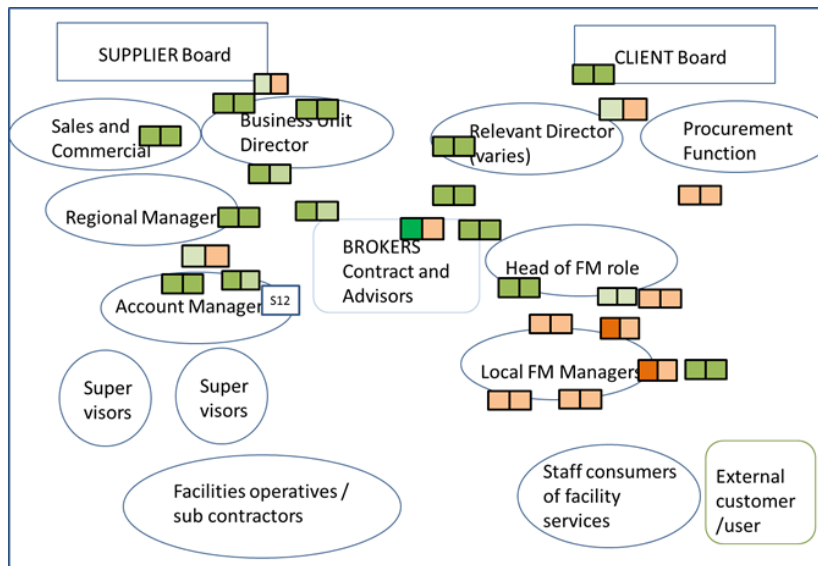 SUPPLIER Board
CLIENT Board
Sales and
Commercial
Business Unit
Director
Relevant Director
(varies)
Procurement
Function
Regional Manager
BROKERS
Contract and
Advisors
Head of FM role
Account Manager
S12
Local FM Managers
Super
visors
Super
visors
Facilities operatives /
sub contractors
Staff consumers
of facility
services
External
customer
/user